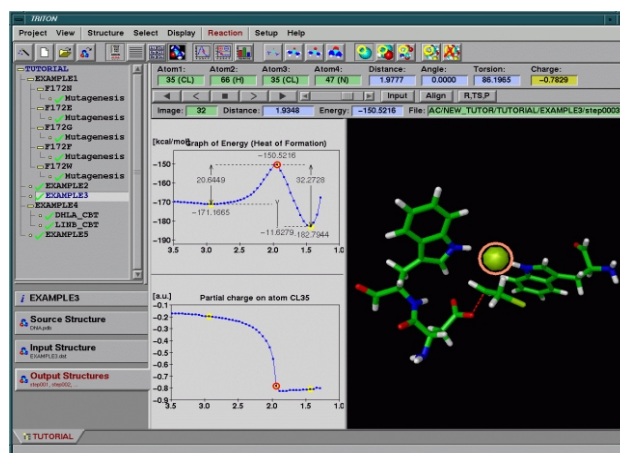 TRITON
Project View Structure Select Display Reaction Setup Help
Atom1: Atom2: Atom3: Atom4: Distance: Angle: Torsion: Charge:
35 (CL) 66 (H) 35 (CL) 47 (N) 1.9777 0.0000 86.1965 -0.7829
Input Align R,TS,P
Image: 32 Distance: 1.9348 Energy: -150.5216 File: AC/NEW_TUTOR/TUTORIAL/EXAMPLE3/step0003
TUTORIAL
EXAMPLE1
F172N
Mutagenesis
F172E
Mutagenesis
F172G
Mutagenesis
F172F
Mutagenesis
F172W
Mutagenesis
EXAMPLE2
EXAMPLE3
EXAMPLE4
DHLA_CBT
LINB_CBT
EXAMPLE5
i EXAMPLE3
Source Structure
DNA.pdb
Input Structure
EXAMPLE3.dst
Output Structures
step001, step002, ...
[kcal/mol] Graph of Energy (Heat of Formation)
-150.5216
-150
-160
-170
-180
-190
20.6449
32.2728
-171.1665
-11.6279
-182.7944
3.5 3.0 2.5 2.0 1.5 1.0
[a.u.] Partial charge on atom CL35
-0.1
-0.2
-0.3
-0.4
-0.5
-0.6
-0.7
-0.8
-0.9
3.5 3.0 2.5 2.0 1.5 1.0
TUTORIAL